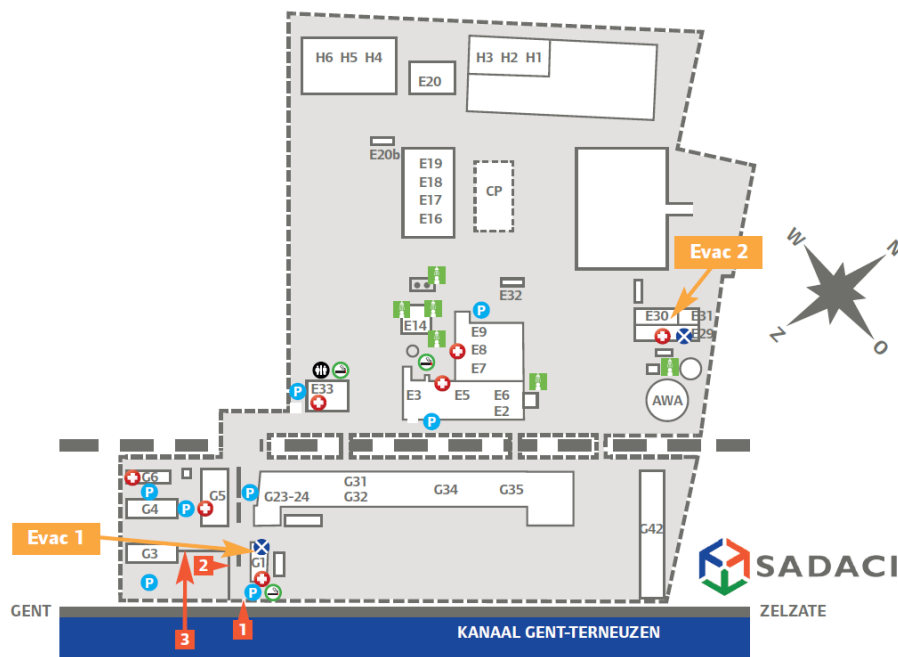 H6 H5 H4
E20
H3 H2 H1
E20b
E19
E18
E17
E16
CP
W
N
Z
O
Evac 2
E32
E30
E31
E29
E14
P
E9
E8
E7
P
E33
E3
E5
E6
E2
P
AWA
G6
P
G4
P
G5
P
G23-24
G31
G32
G34
G35
G42
Evac 1
G3
P
2
G1
P
1
3
SADACI
GENT
ZELZATE
KANAAL GENT-TERNEUZEN